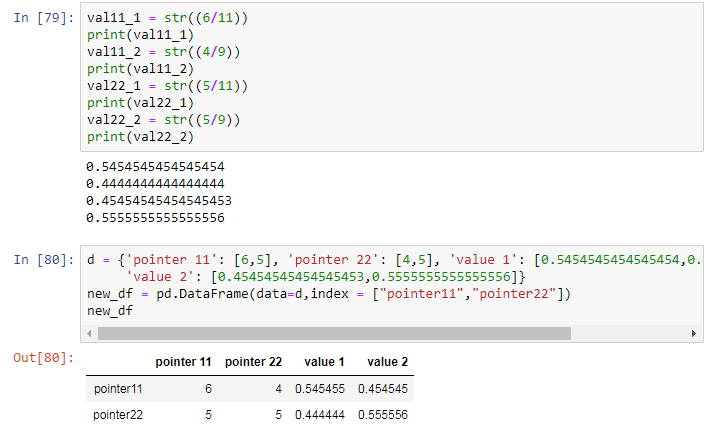 In [79]:
val11_1 = str((6/11))
print(val11_1)
val11_2 = str((4/9))
print(val11_2)
val22_1 = str((5/11))
print(val22_1)
val22_2 = str((5/9))
print(val22_2)
0.5454545454545454
0.4444444444444444
0.45454545454545453
0.5555555555555556
In [80]:
d = {'pointer 11': [6,5], 'pointer 22': [4,5], 'value 1': [0.5454545454545454,0.
'value 2': [0.45454545454545453,0.5555555555555556]}
new_df = pd.DataFrame(data=d,index = ["pointer11","pointer22"])
new_df
Out[80]:
pointer 11 pointer 22 value 1 value 2
pointer11 6 4 0.545455 0.454545
pointer22 5 5 0.444444 0.555556